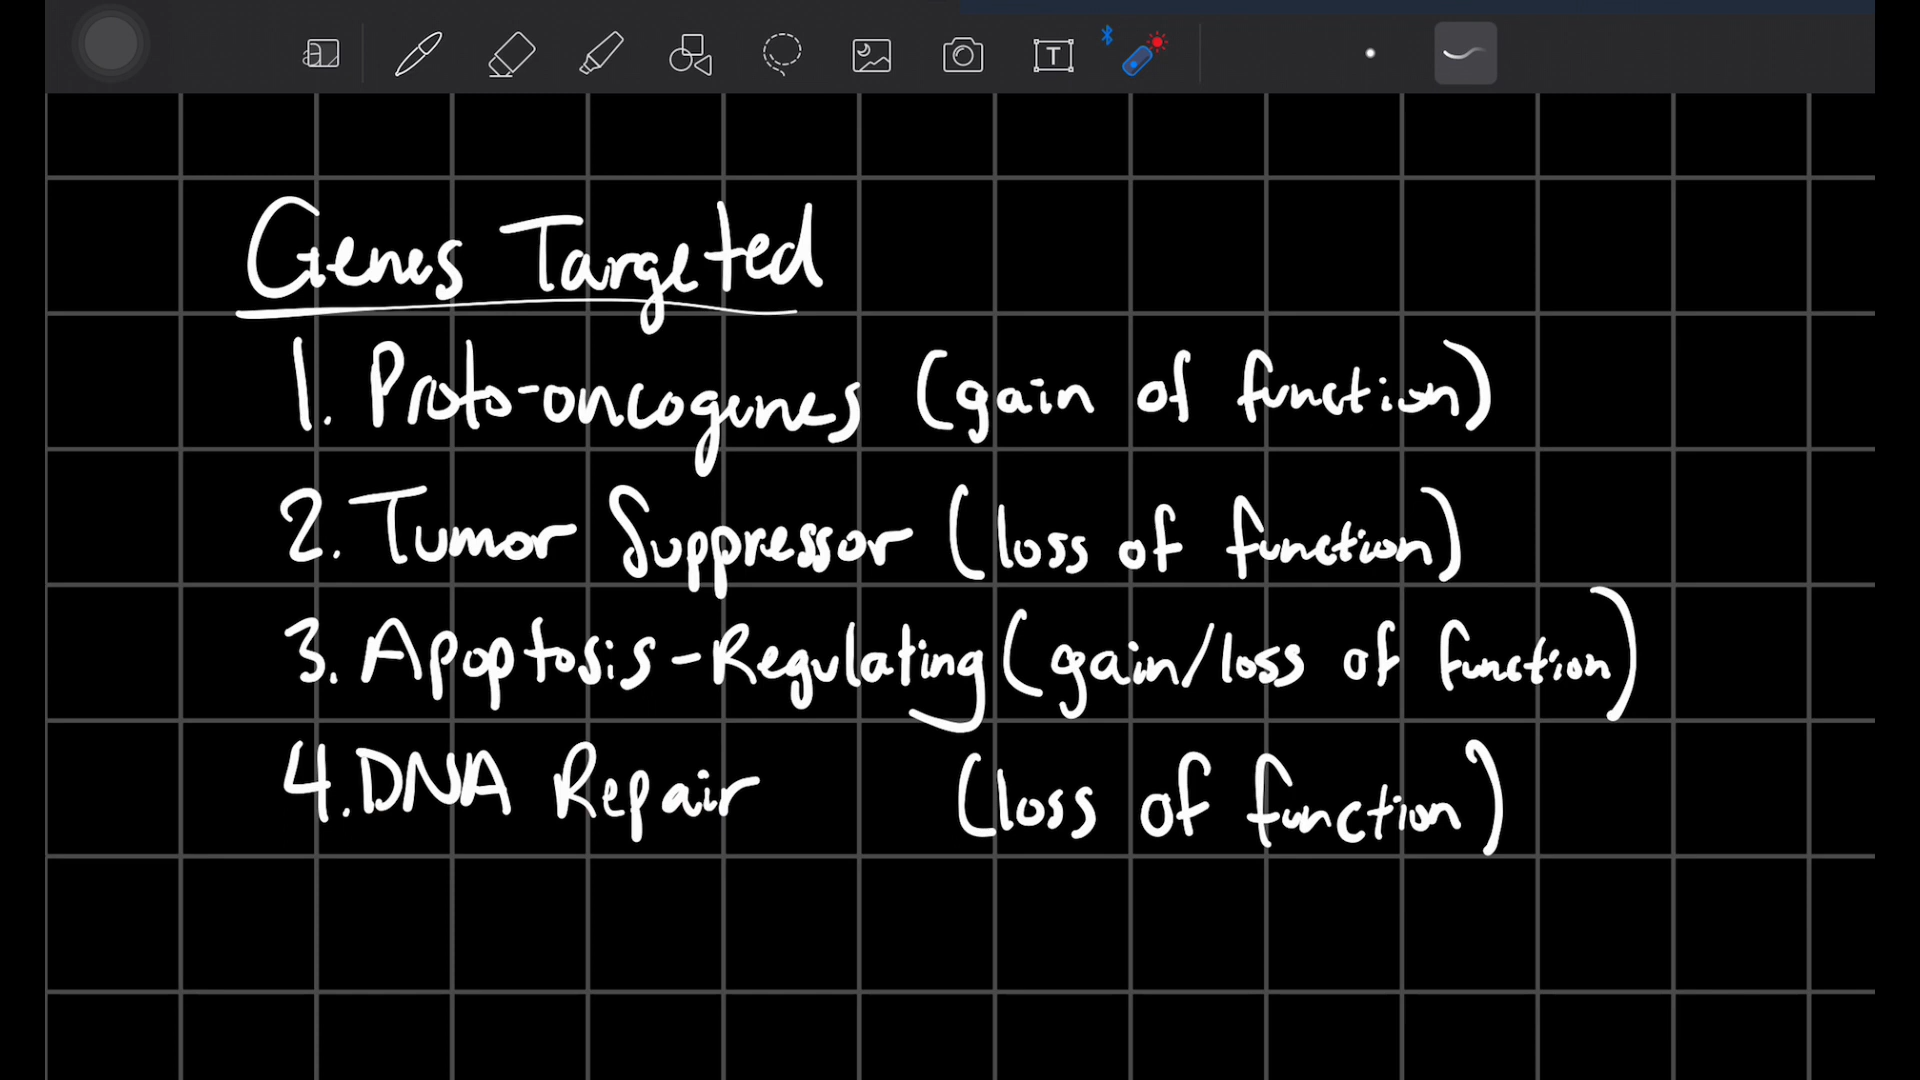 Genes Targeted
1. Proto-oncogenes (gain of function)
2. Tumor Suppressor (loss of function)
3. Apoptosis-Regulating (gain/loss of function)
4. DNA Repair (loss of function)